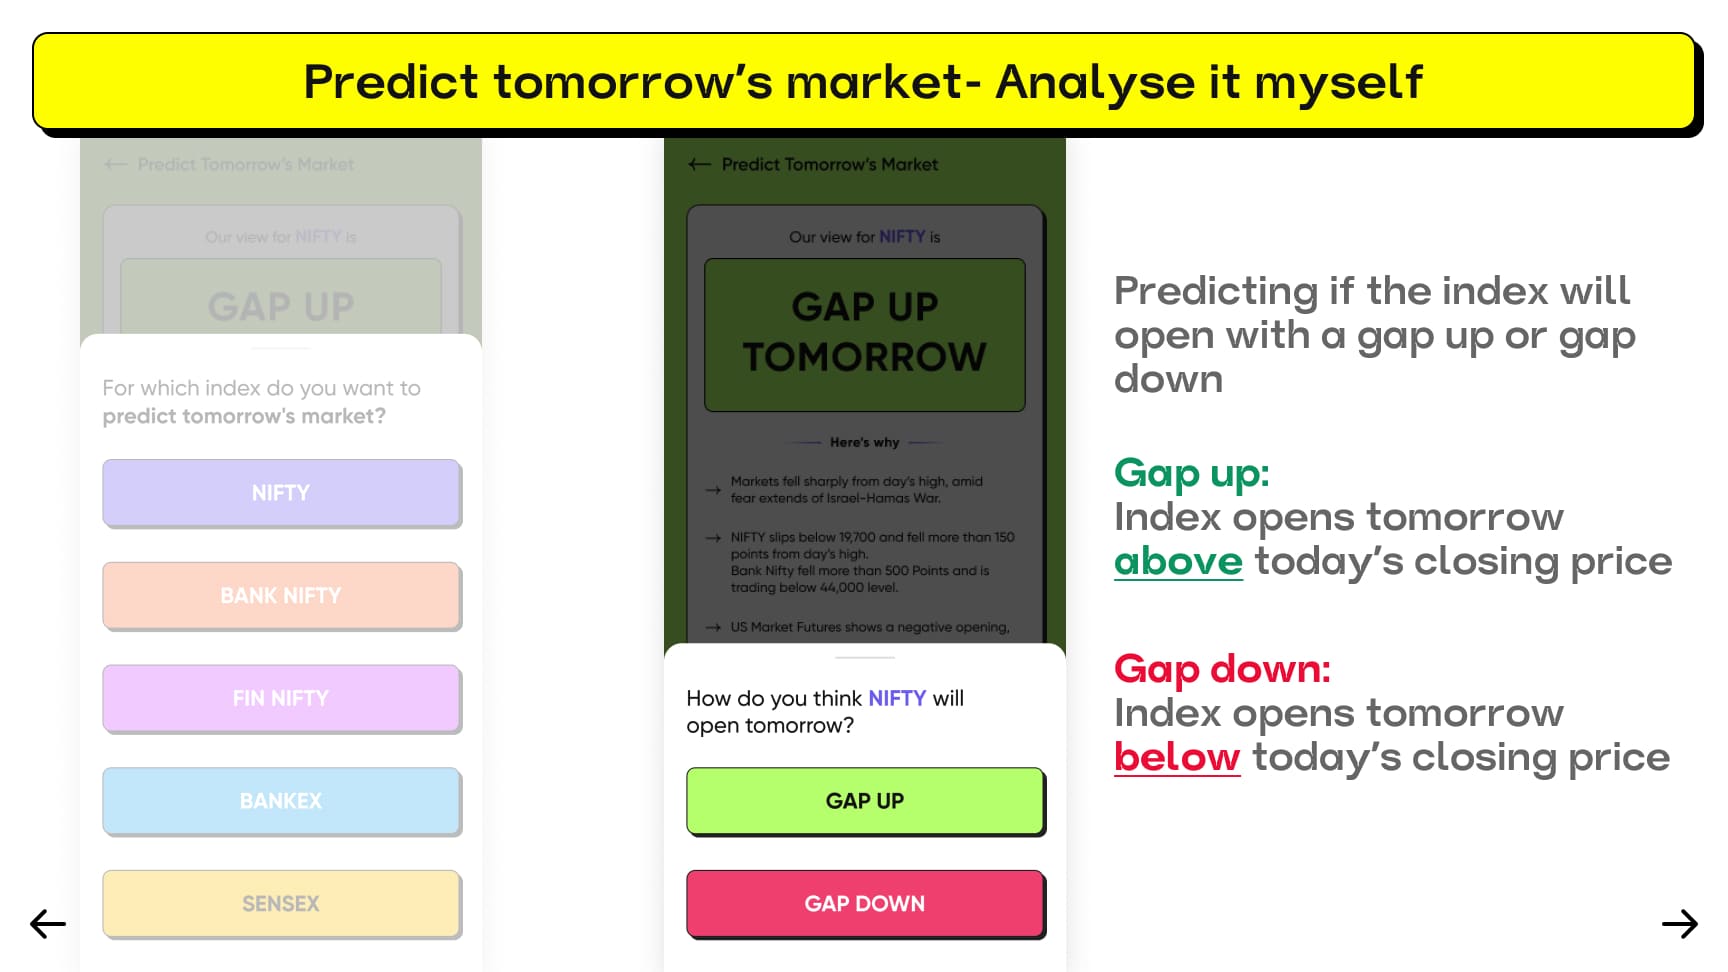 Predict tomorrow’s market- Analyse it myself
← Predict Tomorrow’s Market
Our view for NIFTY is
GAP UP
For which index do you want to
predict tomorrow's market?
NIFTY
BANK NIFTY
FIN NIFTY
BANKEX
SENSEX
← Predict Tomorrow’s Market
Our view for NIFTY is
GAP UP
TOMORROW
Here's why
→ Markets fell sharply from day’s high, amid
fear extends of Israel-Hamas War.
→ NIFTY slips below 19,700 and fell more than 150
points from day’s high.
Bank Nifty fell more than 500 Points and is
trading below 44,000 level.
→ US Market Futures shows a negative opening,
How do you think NIFTY will
open tomorrow?
GAP UP
GAP DOWN
Predicting if the index will
open with a gap up or gap
down
Gap up:
Index opens tomorrow
above today’s closing price
Gap down:
Index opens tomorrow
below today’s closing price